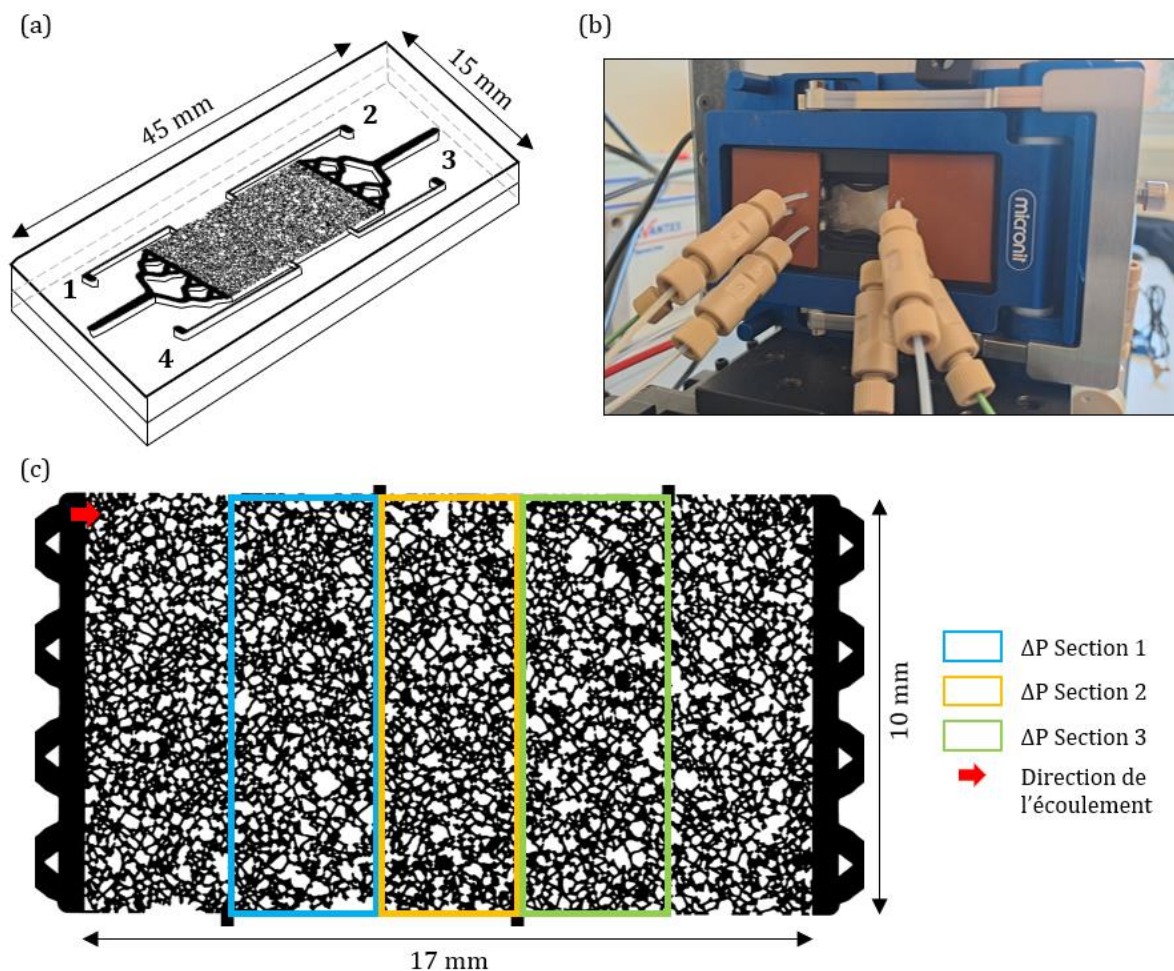 (a)
45 mm
15 mm
1
2
3
4
(b)
micronit
(c)
10 mm
17 mm
ΔP Section 1
ΔP Section 2
ΔP Section 3
Direction de
l'écoulement